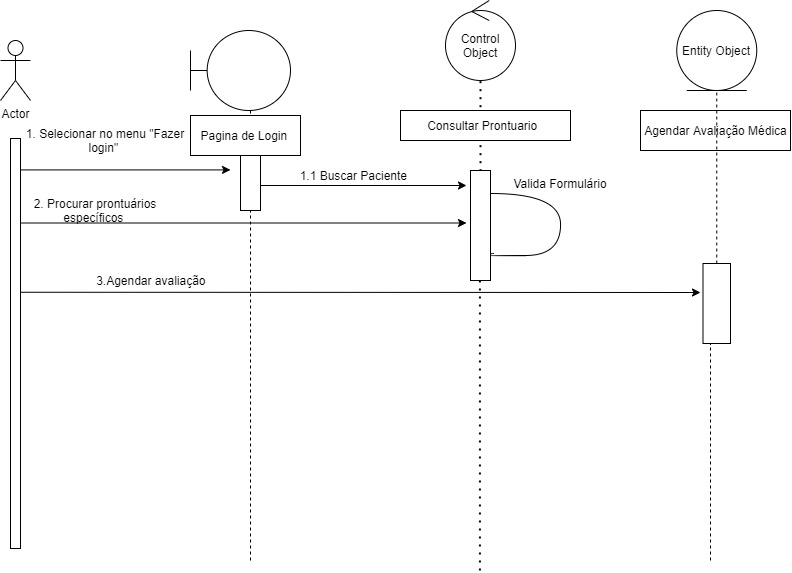 Control
Object
Entity Object
Actor
Pagina de Login
Consultar Prontuario
Agendar Avaliação Médica
1. Selecionar no menu "Fazer
login"
1.1 Buscar Paciente
Valida Formulário
2. Procurar prontuários
específicos
3.Agendar avaliação